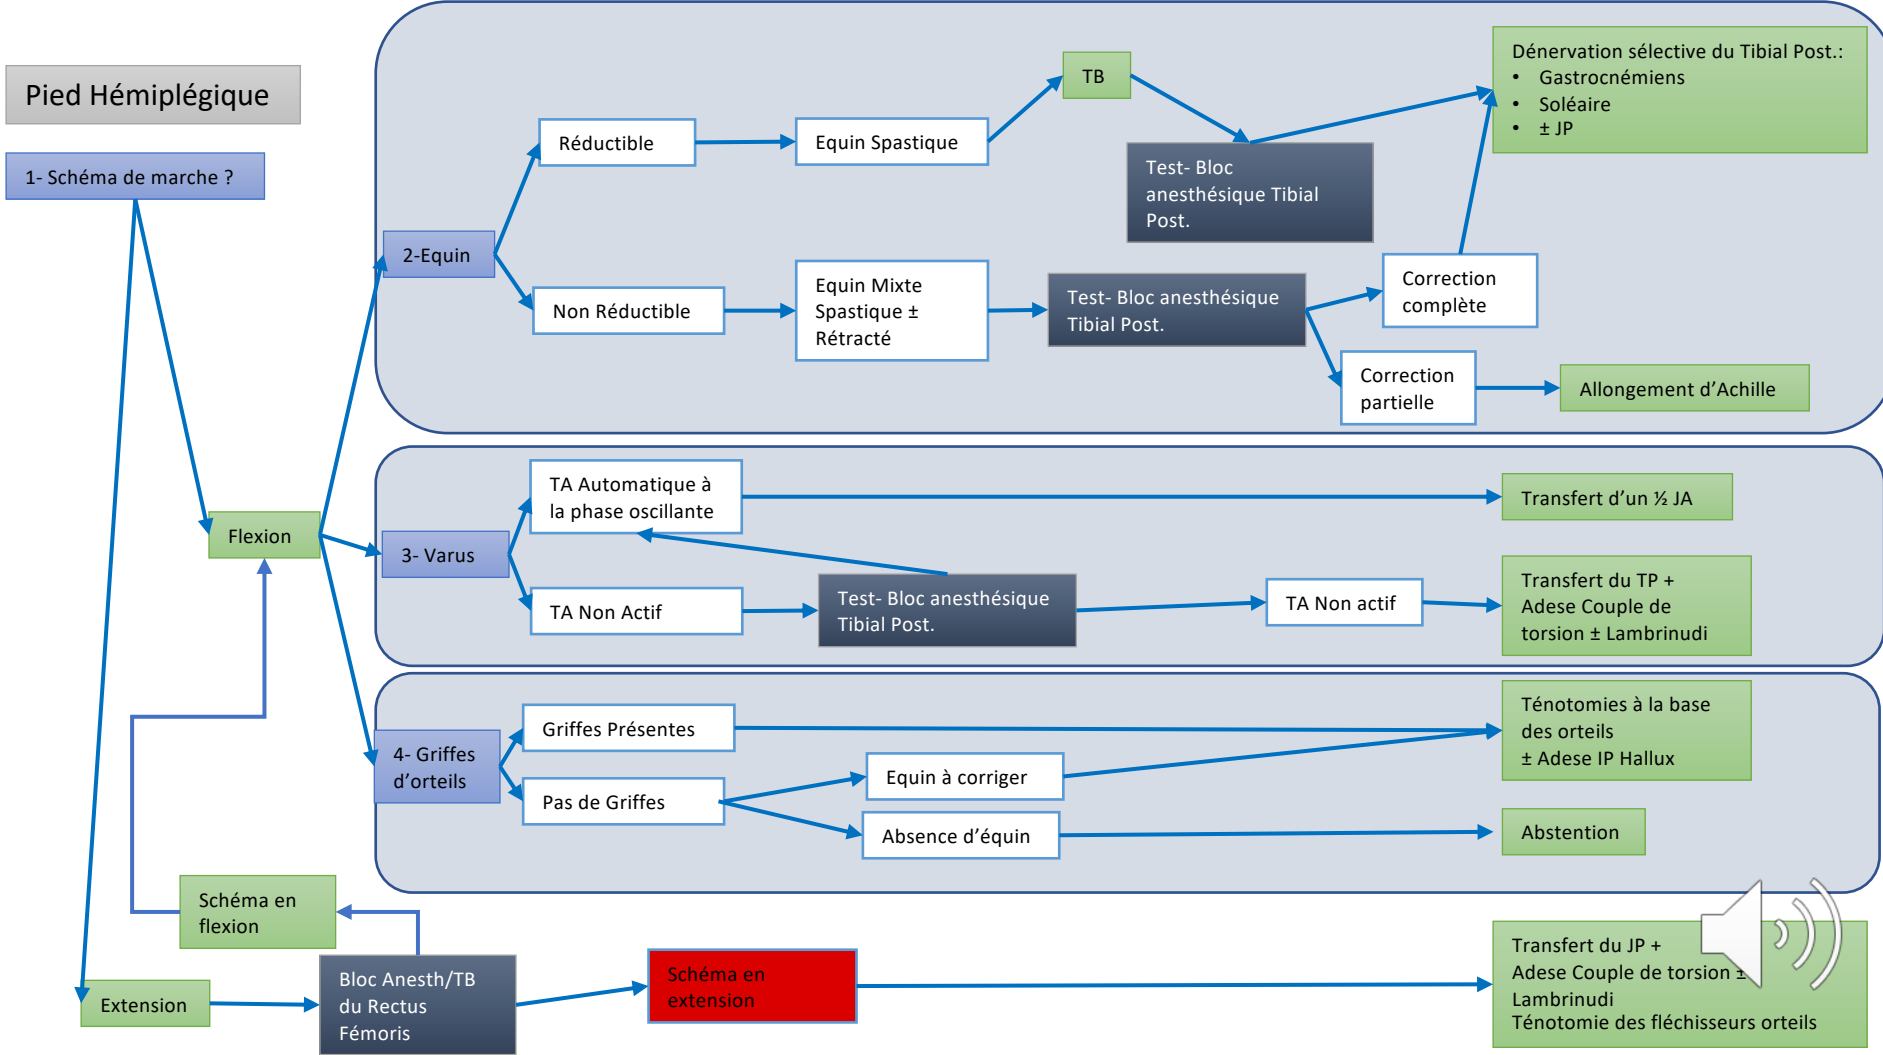 Pied Hémiplégique
1- Schéma de marche ?
Flexion
2-Equin
Réductible
Equin Spastique
TB
Test- Bloc
anesthésique Tibial
Post.
Dénervation sélective du Tibial Post.:
• Gastrocnémiens
• Soléaire
• ± JP
Non Réductible
Equin Mixte
Spastique ±
Rétracté
Test- Bloc anesthésique
Tibial Post.
Correction
complète
Correction
partielle
Allongement d’Achille
3- Varus
TA Automatique à
la phase oscillante
Transfert d’un ½ JA
TA Non Actif
Test- Bloc anesthésique
Tibial Post.
TA Non actif
Transfert du TP +
Adese Couple de
torsion ± Lambrinudi
4- Griffes
d’orteils
Griffes Présentes
Ténotomies à la base
des orteils
± Adese IP Hallux
Pas de Griffes
Equin à corriger
Absence d’équin
Abstention
Schéma en
flexion
Extension
Bloc Anesth/TB
du Rectus
Fémoris
Schéma en
extension
Transfert du JP +
Adese Couple de torsion ±
Lambrinudi
Ténotomie des fléchisseurs orteils